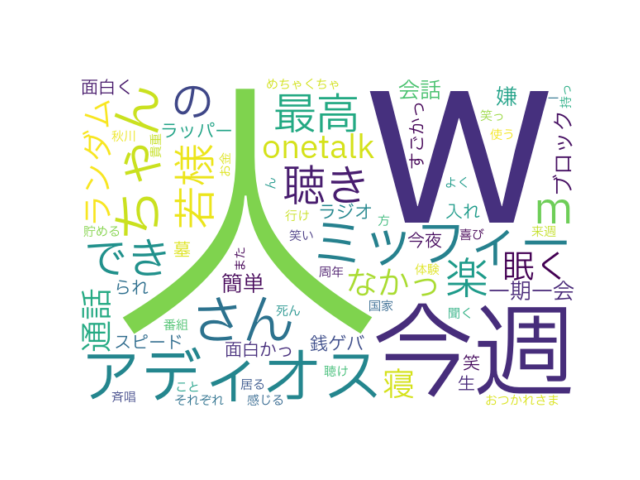 面白く
めちゃくちゃ
会話
嫌
ー
持っ
の
人
最高
W
笑っ
使う
すごかっ
ブロック
ランダム
秋川
ちゃん
貴重
ラッパー
お金
若様
onetalk
聴き
ん
よく
行け
ラジオ
方
入れ
m
貯める
でき
墓
られ
また
笑い
ミッフィー
今夜
喜び
来週
簡単
周年
なかっ
体験
楽
眠く
一期一会
通話
スピード
番組
さん
死ん
国家
聞く
今週
面白かっ
銭ゲバ
アディオス
聴け
寝
笑
生
斉唱
こと
それぞれ
居る
感じる
おつかれさま